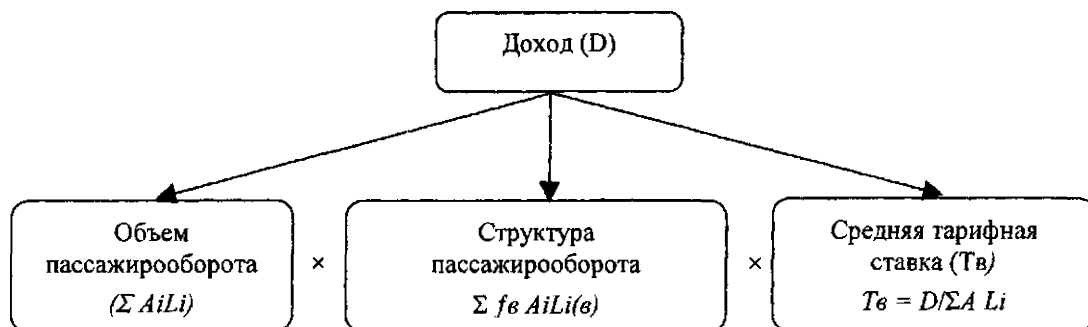 Доход (D)
Объем
пассажирооборота
(Σ AiLi)
×
Структура
пассажирооборота
Σ fв AiLi(в)
×
Средняя тарифная
ставка (Тв)
Тв = D/ΣA Li